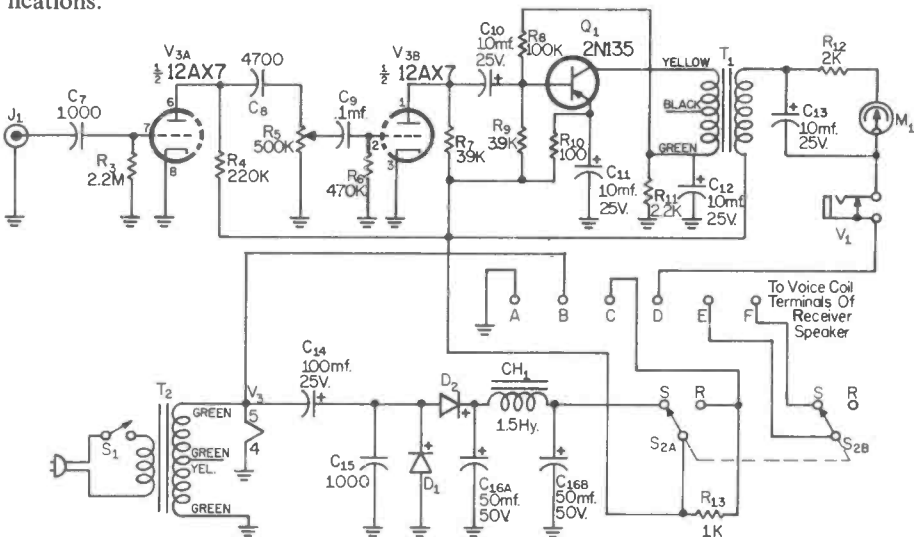 fications.
J1
C7
1000
R3
2.2M
V3A
½ 12AX7
6
7
8
4700
C8
R4
220K
R5
500K
C9
.1mf.
V3B
½ 12AX7
1
2
3
R6
470K
R7
39K
C10
10mf.
25V.
R8
100K
R9
3.9K
Q1
2N135
R10
100
C11
10mf.
25V.
YELLOW
BLACK
GREEN
T1
R11
2.2K
C12
10mf.
25V.
R12
2K
C13
10mf.
25V.
M1
V1
A
B
C
D
E
F
To Voice Coil
Terminals Of
Receiver
Speaker
T2
S1
GREEN
GREEN
YEL.
GREEN
V3
5
4
C14
100mf.
25V.
C15
1000
D1
D2
CH1
1.5Hy.
C16A
50mf.
50V.
C16B
50mf.
50V.
S
R
S2A
R13
1K
S
R
S2B